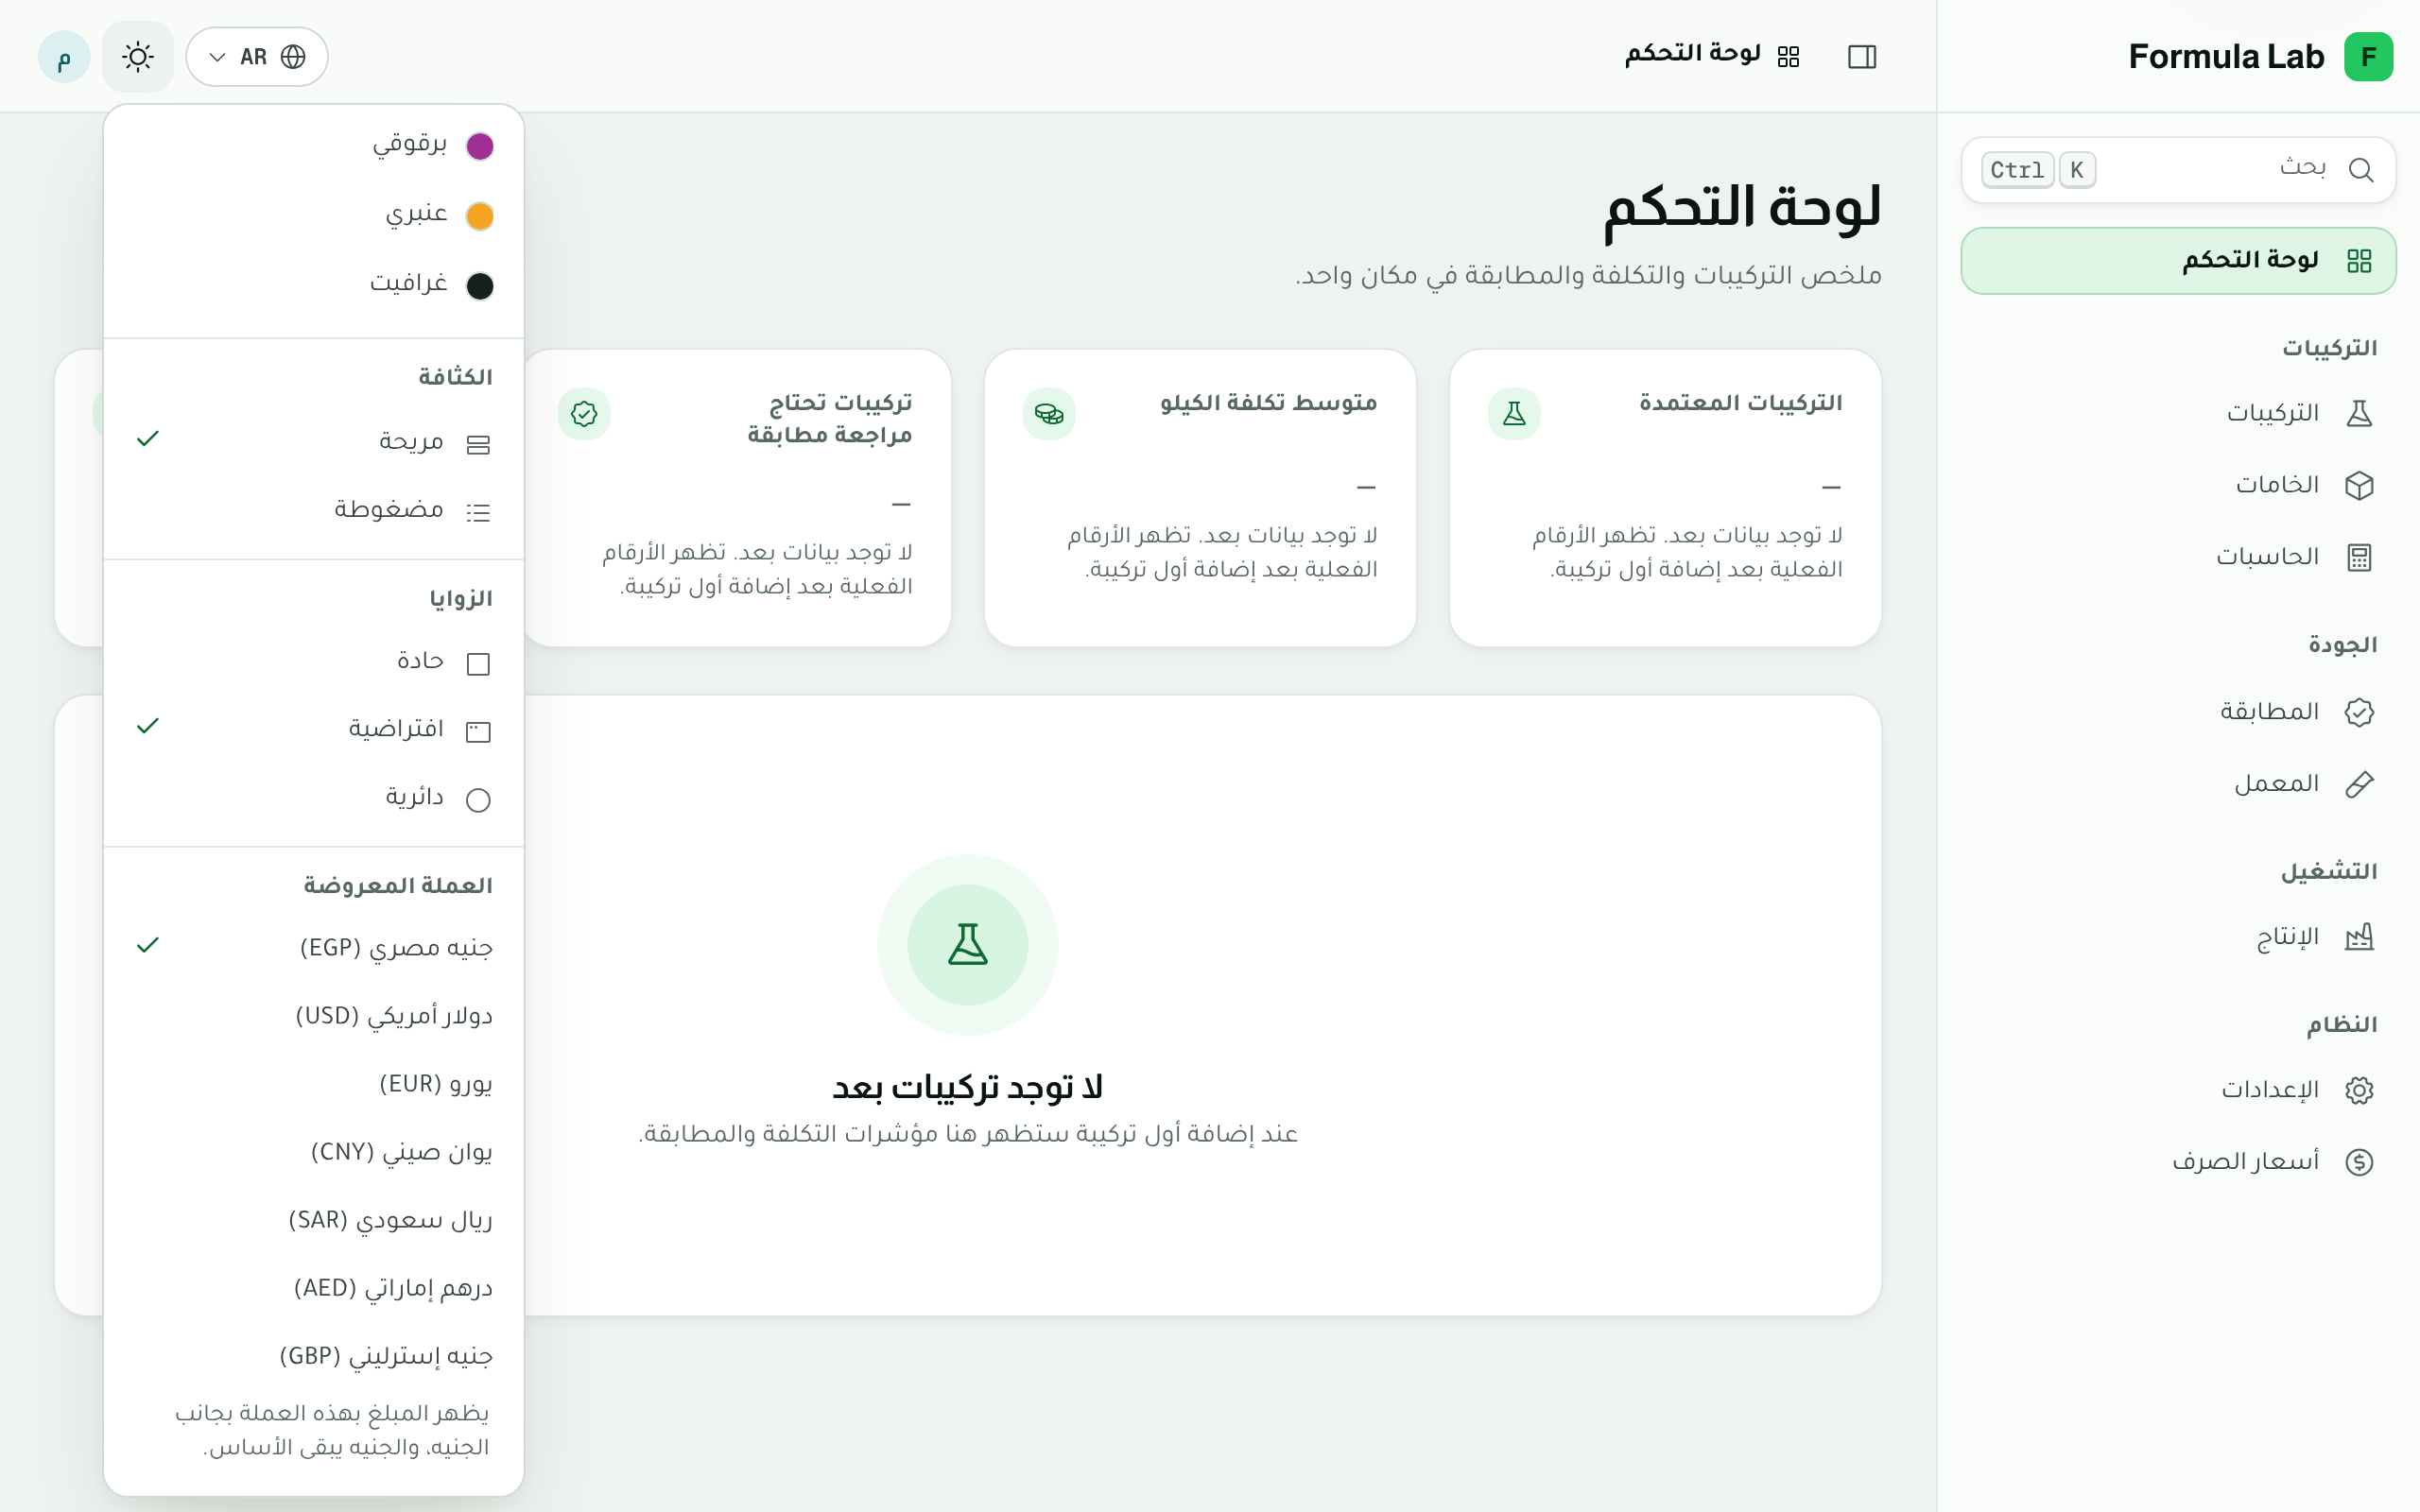 F
Formula Lab
بحث
Ctrl K
لوحة التحكم
التركيبات
التركيبات
الخامات
الحاسبات
الجودة
المطابقة
المعمل
التشغيل
الإنتاج
النظام
الإعدادات
أسعار الصرف
لوحة التحكم
AR
م
لوحة التحكم
ملخص التركيبات والتكلفة والمطابقة في مكان واحد.
التركيبات المعتمدة
—
لا توجد بيانات بعد. تظهر الأرقام
الفعلية بعد إضافة أول تركيبة.
متوسط تكلفة الكيلو
—
لا توجد بيانات بعد. تظهر الأرقام
الفعلية بعد إضافة أول تركيبة.
تركيبات تحتاج
مراجعة مطابقة
—
لا توجد بيانات بعد. تظهر الأرقام
الفعلية بعد إضافة أول تركيبة.
لا توجد تركيبات بعد
عند إضافة أول تركيبة ستظهر هنا مؤشرات التكلفة والمطابقة.
برقوقي
عنبري
غرافيت
الكثافة
مريحة
مضغوطة
الزوايا
حادة
افتراضية
دائرية
العملة المعروضة
جنيه مصري (EGP)
دولار أمريكي (USD)
يورو (EUR)
يوان صيني (CNY)
ريال سعودي (SAR)
درهم إماراتي (AED)
جنيه إسترليني (GBP)
يظهر المبلغ بهذه العملة بجانب
الجنيه، والجنيه يبقى الأساس.